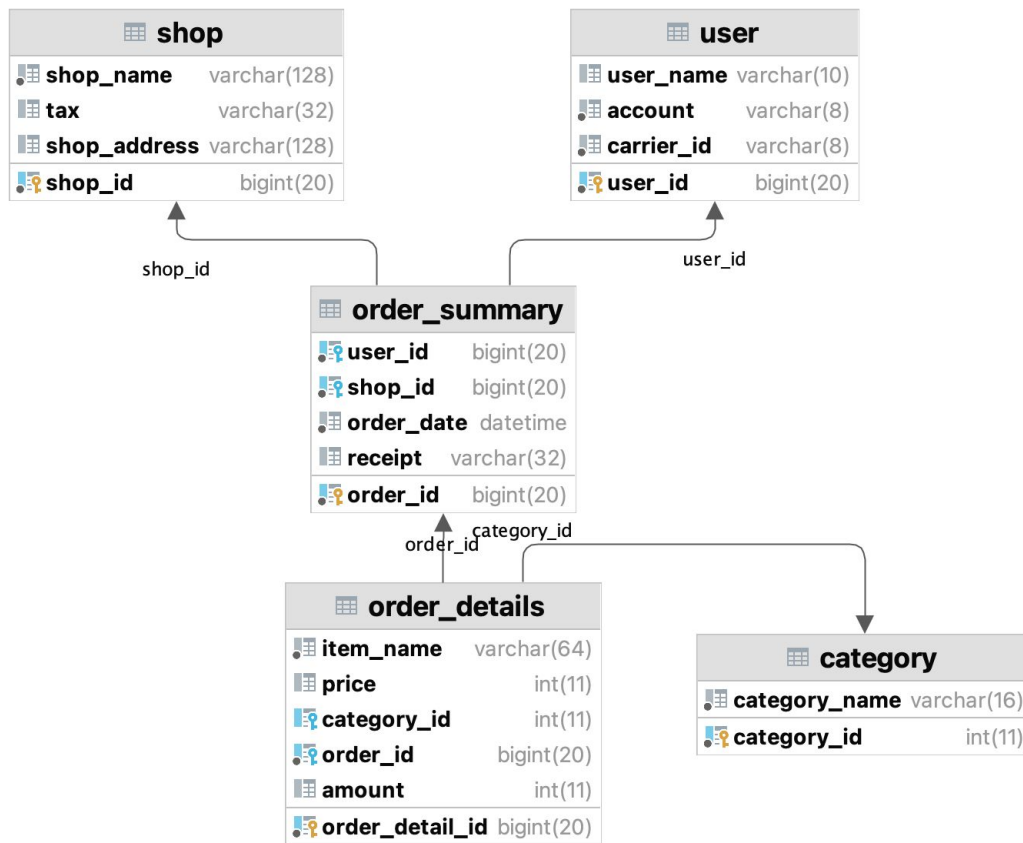 shop
shop_name varchar(128)
tax varchar(32)
shop_address varchar(128)
shop_id bigint(20)
user
user_name varchar(10)
account varchar(8)
carrier_id varchar(8)
user_id bigint(20)
shop_id
user_id
order_summary
user_id bigint(20)
shop_id bigint(20)
order_date datetime
receipt varchar(32)
order_id bigint(20)
category_id
order_id
order_details
item_name varchar(64)
price int(11)
category_id int(11)
order_id bigint(20)
amount int(11)
order_detail_id bigint(20)
category
category_name varchar(16)
category_id int(11)